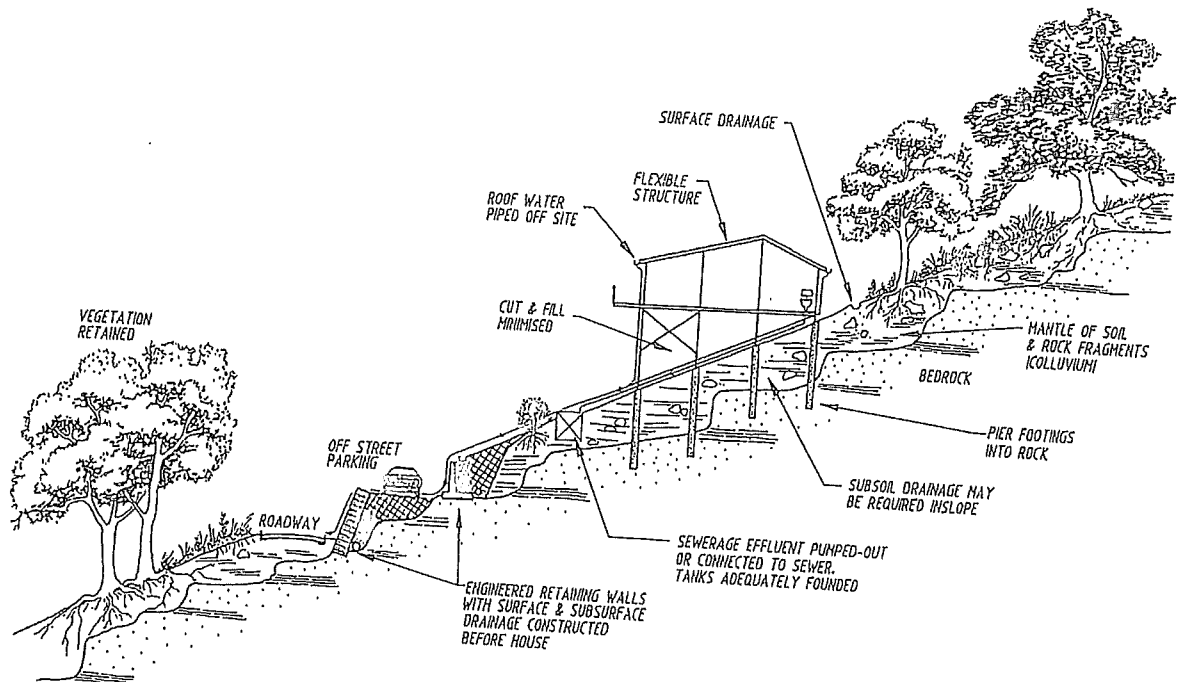 SURFACE DRAINAGE
FLEXIBLE
STRUCTURE
ROOF WATER
PIPED OFF SITE
CUT & FILL
MINIMISED
VEGETATION
RETAINED
MANTLE OF SOIL
& ROCK FRAGMENTS
(COLLUVIUM)
BEDROCK
PIER FOOTINGS
INTO ROCK
OFF STREET
PARKING
SUBSOIL DRAINAGE MAY
BE REQUIRED INSLOPE
ROADWAY
SEWERAGE EFFLUENT PUMPED-OUT
OR CONNECTED TO SEWER.
TANKS ADEQUATELY FOUNDED
ENGINEERED RETAINING WALLS
WITH SURFACE & SUBSURFACE
DRAINAGE CONSTRUCTED
BEFORE HOUSE